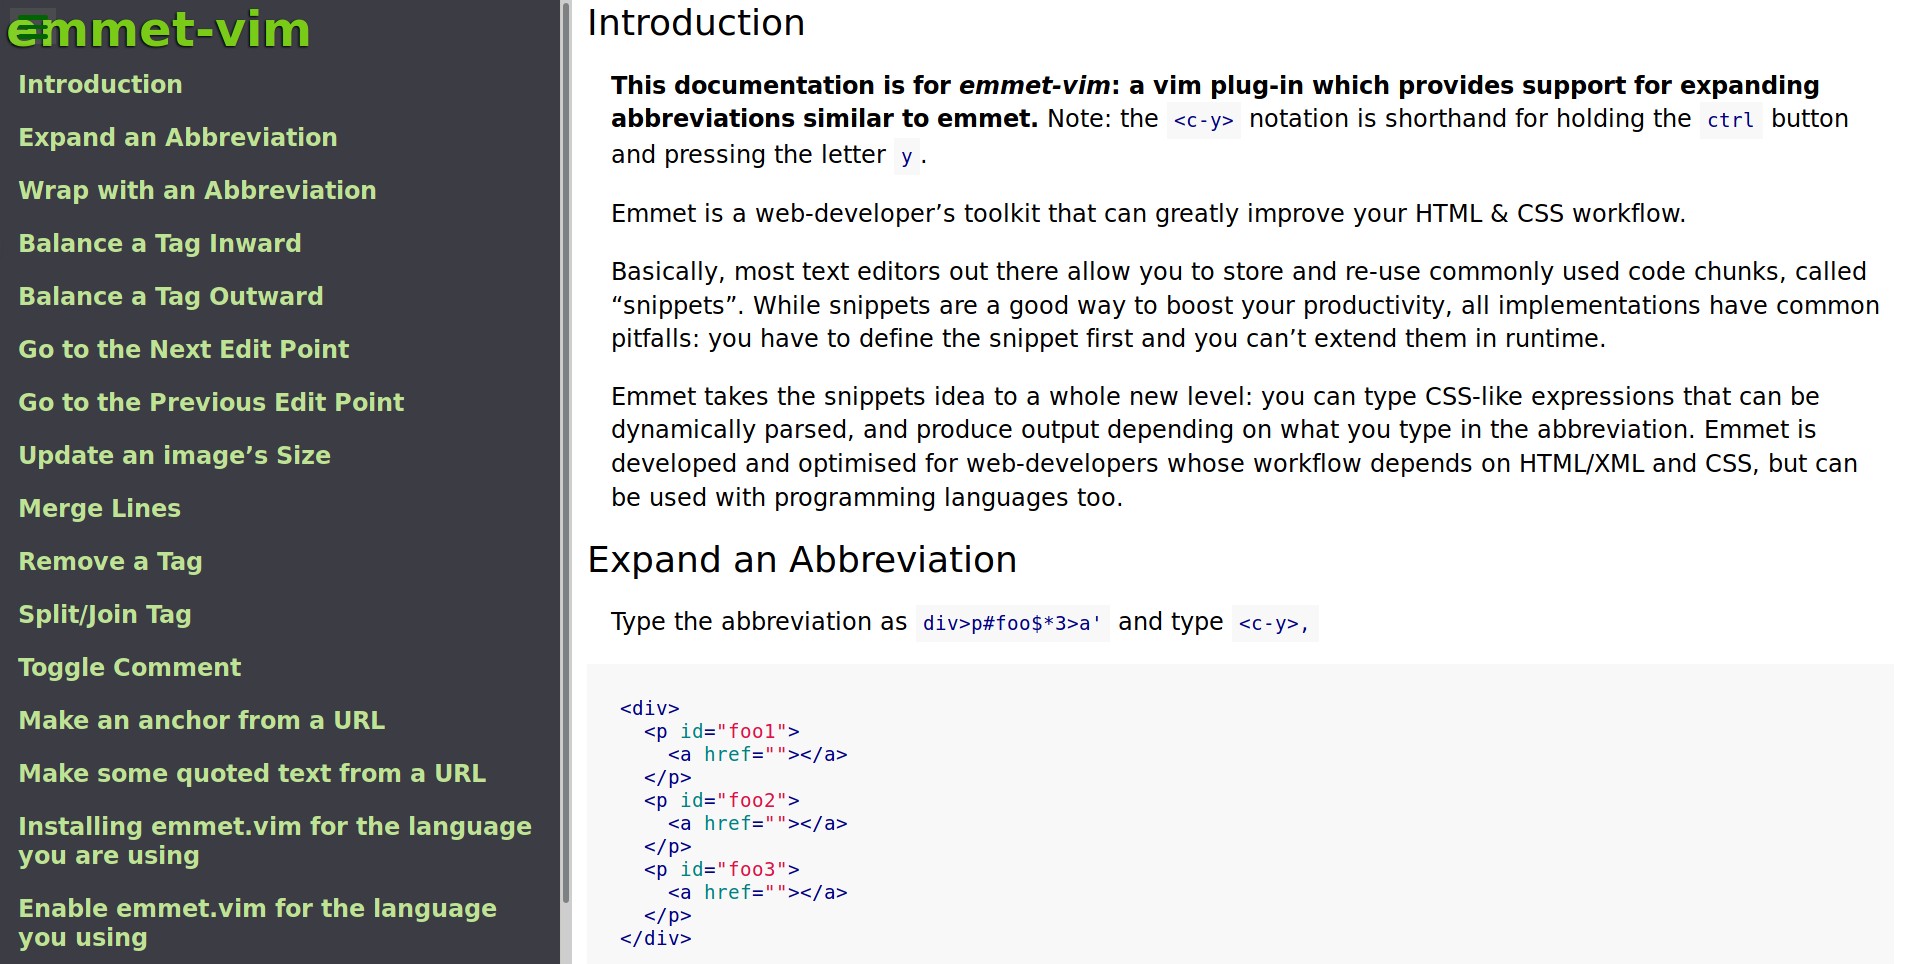 emmet-vim
Introduction
Expand an Abbreviation
Wrap with an Abbreviation
Balance a Tag Inward
Balance a Tag Outward
Go to the Next Edit Point
Go to the Previous Edit Point
Update an image’s Size
Merge Lines
Remove a Tag
Split/Join Tag
Toggle Comment
Make an anchor from a URL
Make some quoted text from a URL
Installing emmet.vim for the language
you are using
Enable emmet.vim for the language
you using
Introduction
This documentation is for emmet-vim: a vim plug-in which provides support for expanding
abbreviations similar to emmet. Note: the <c-y> notation is shorthand for holding the ctrl button
and pressing the letter y.
Emmet is a web-developer’s toolkit that can greatly improve your HTML & CSS workflow.
Basically, most text editors out there allow you to store and re-use commonly used code chunks, called
“snippets”. While snippets are a good way to boost your productivity, all implementations have common
pitfalls: you have to define the snippet first and you can’t extend them in runtime.
Emmet takes the snippets idea to a whole new level: you can type CSS-like expressions that can be
dynamically parsed, and produce output depending on what you type in the abbreviation. Emmet is
developed and optimised for web-developers whose workflow depends on HTML/XML and CSS, but can
be used with programming languages too.
Expand an Abbreviation
Type the abbreviation as div>p#foo$*3>a' and type <c-y>,
<div>
  <p id="foo1">
    <a href=""></a>
  </p>
  <p id="foo2">
    <a href=""></a>
  </p>
  <p id="foo3">
    <a href=""></a>
  </p>
</div>